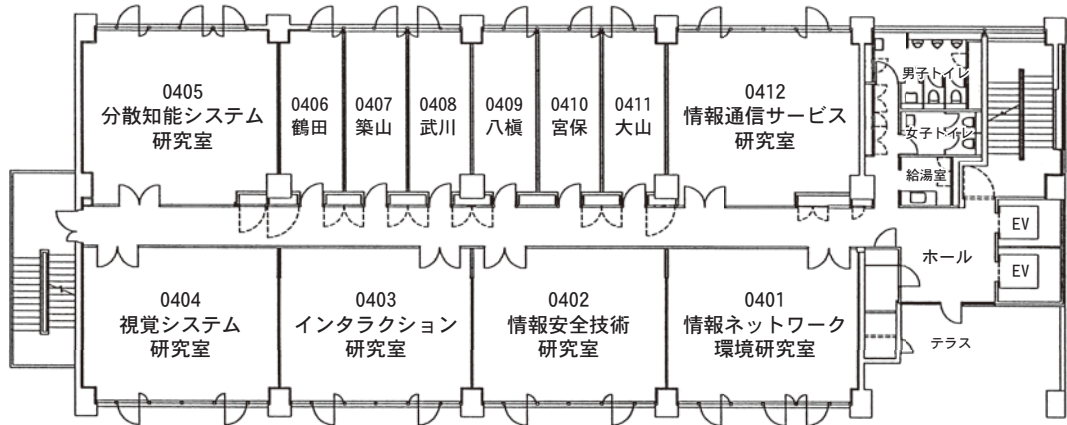 0405
分散知能システム
研究室
0406
鶴田
0407
築山
0408
武川
0409
八槇
0410
宮保
0411
大山
0412
情報通信サービス
研究室
男子トイレ
女子トイレ
給湯室
EV
EV
ホール
テラス
0404
視覚システム
研究室
0403
インタラクション
研究室
0402
情報安全技術
研究室
0401
情報ネットワーク
環境研究室